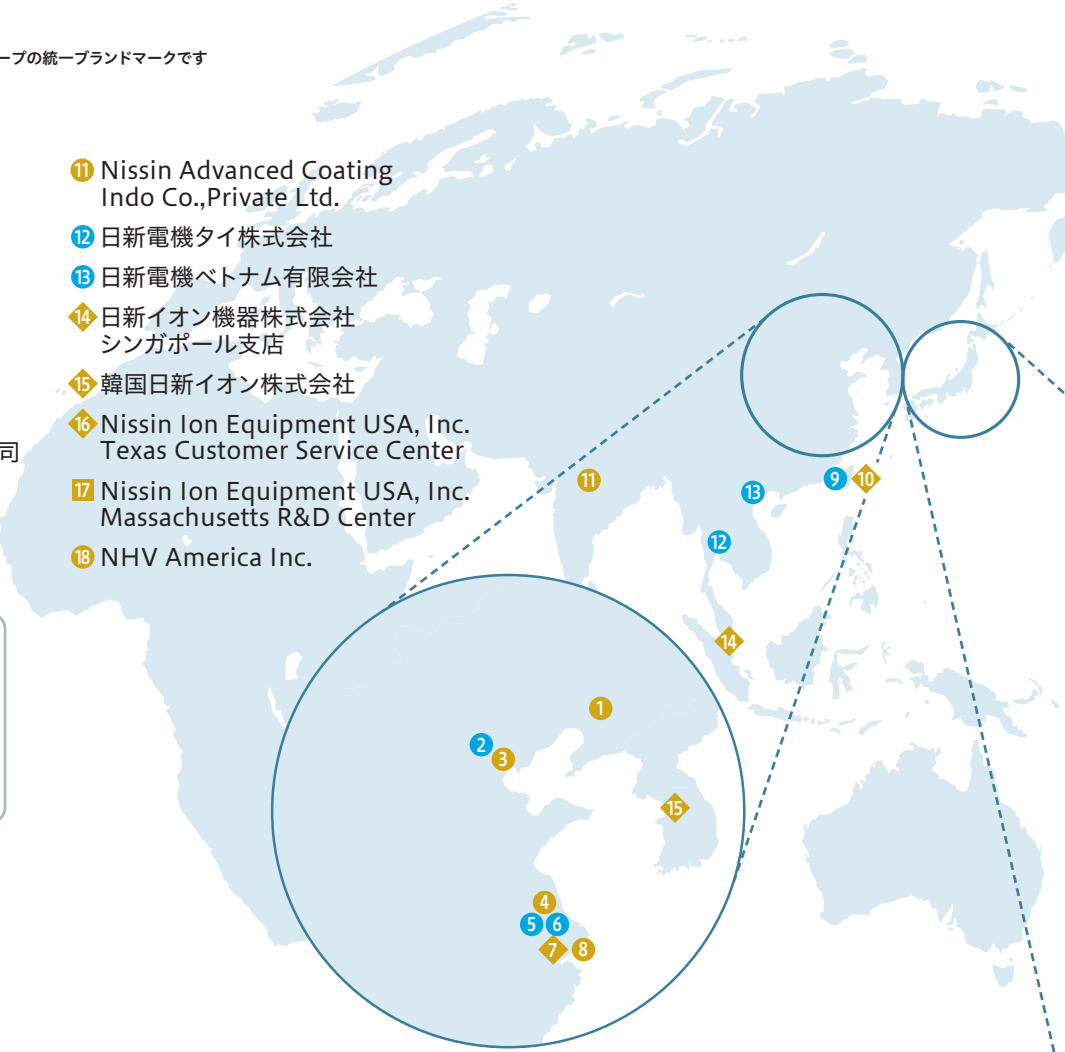 ープの統一ブランドマークです
11 Nissin Advanced Coating
Indo Co.,Private Ltd.
12 日新電機タイ株式会社
13 日新電機ベトナム有限会社
14 日新イオン機器株式会社
シンガポール支店
15 韓国日新イオン株式会社
16 Nissin Ion Equipment USA, Inc.
Texas Customer Service Center
司
17 Nissin Ion Equipment USA, Inc.
Massachusetts R&D Center
18 NHV America Inc.
11
13
9 10
12
14
1
2
3
15
4
5 6
7 8